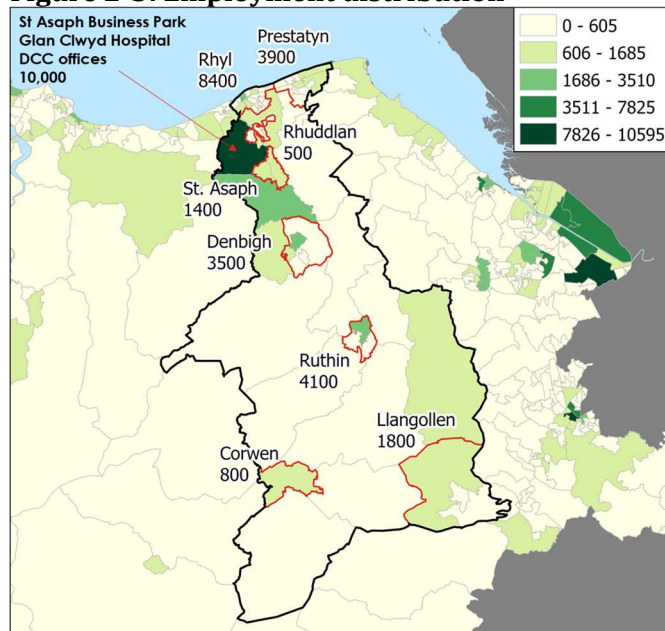 St Asaph Business Park
Glan Clwyd Hospital
DCC offices
10,000
Prestatyn
3900
Rhyl
8400
Rhuddlan
500
St. Asaph
1400
Denbigh
3500
Ruthin
4100
Llangollen
1800
Corwen
800
0 - 605
606 - 1685
1686 - 3510
3511 - 7825
7826 - 10595